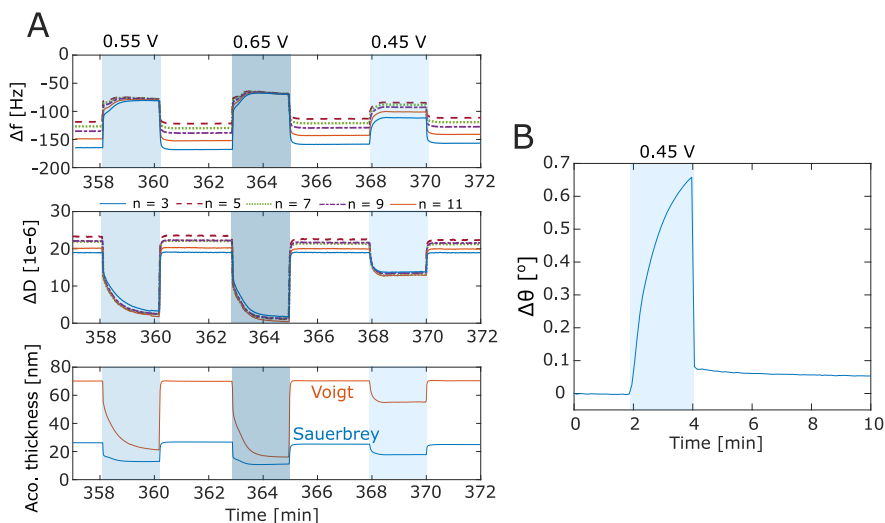 A
0.55 V 0.65 V 0.45 V
Δf [Hz]
0
-50
-100
-150
-200
358 360 362 364 366 368 370 372
n = 3 n = 5 n = 7 n = 9 n = 11
ΔD [1e-6]
30
20
10
0
358 360 362 364 366 368 370 372
Aco. thickness [nm]
80
60
40
20
0
Voigt
Sauerbrey
358 360 362 364 366 368 370 372
Time [min]
B
0.45 V
Δθ [º]
0.7
0.6
0.5
0.4
0.3
0.2
0.1
0
0 2 4 6 8 10
Time [min]